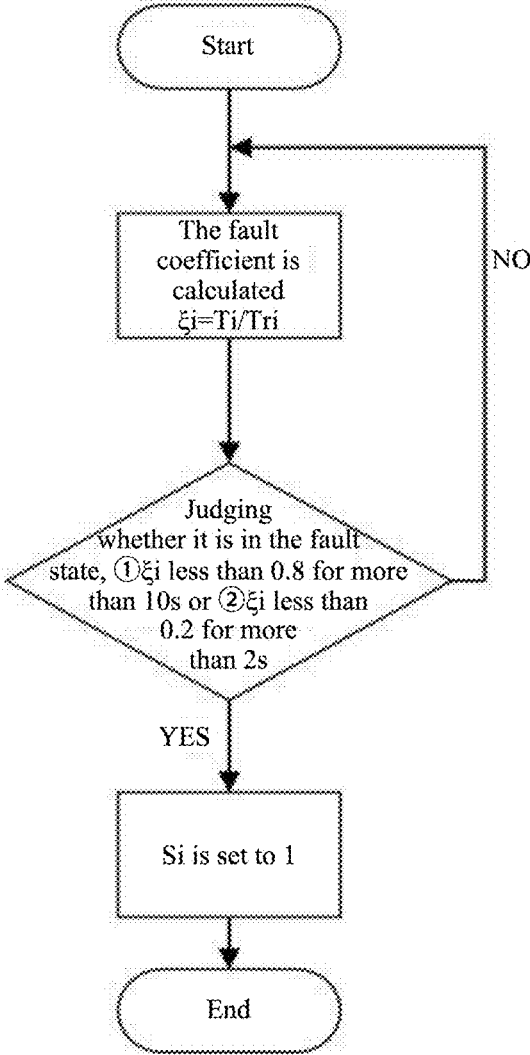 Start
The fault
coefficient is
calculated
ξi=Ti/Tri
NO
Judging
whether it is in the fault
state, ①ξi less than 0.8 for more
than 10s or ②ξi less than
0.2 for more
than 2s
YES
Si is set to 1
End